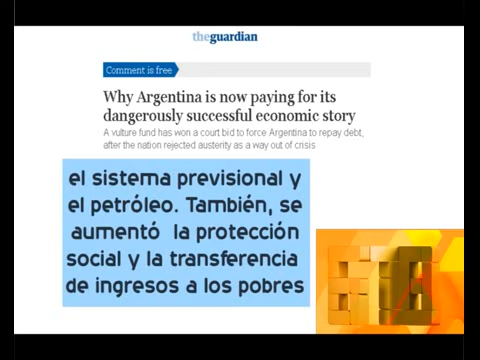 theguardian
Comment is free
Why Argentina is now paying for its
dangerously successful economic story
A vulture fund has won a court bid to force Argentina to repay debt,
after the nation rejected austerity as a way out of crisis
el sistema previsional y
el petróleo. También, se
aumentó la protección
social y la transferencia
de ingresos a los pobres